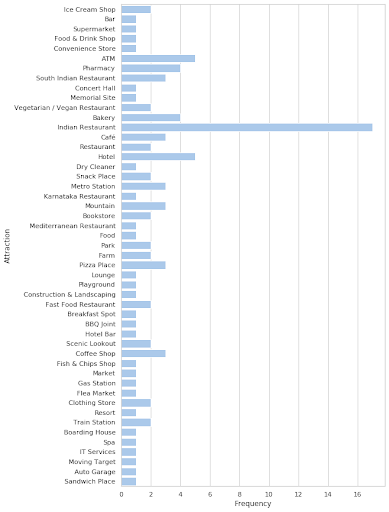 Ice Cream Shop
Bar
Supermarket
Food & Drink Shop
Convenience Store
ATM
Pharmacy
South Indian Restaurant
Concert Hall
Memorial Site
Vegetarian / Vegan Restaurant
Bakery
Indian Restaurant
Café
Restaurant
Hotel
Dry Cleaner
Snack Place
Metro Station
Karnataka Restaurant
Mountain
Bookstore
Mediterranean Restaurant
Food
Park
Farm
Pizza Place
Lounge
Playground
Construction & Landscaping
Fast Food Restaurant
Breakfast Spot
BBQ Joint
Hotel Bar
Scenic Lookout
Coffee Shop
Fish & Chips Shop
Market
Gas Station
Flea Market
Clothing Store
Resort
Train Station
Boarding House
Spa
IT Services
Moving Target
Auto Garage
Sandwich Place
Attraction
0 2 4 6 8 10 12 14 16
Frequency